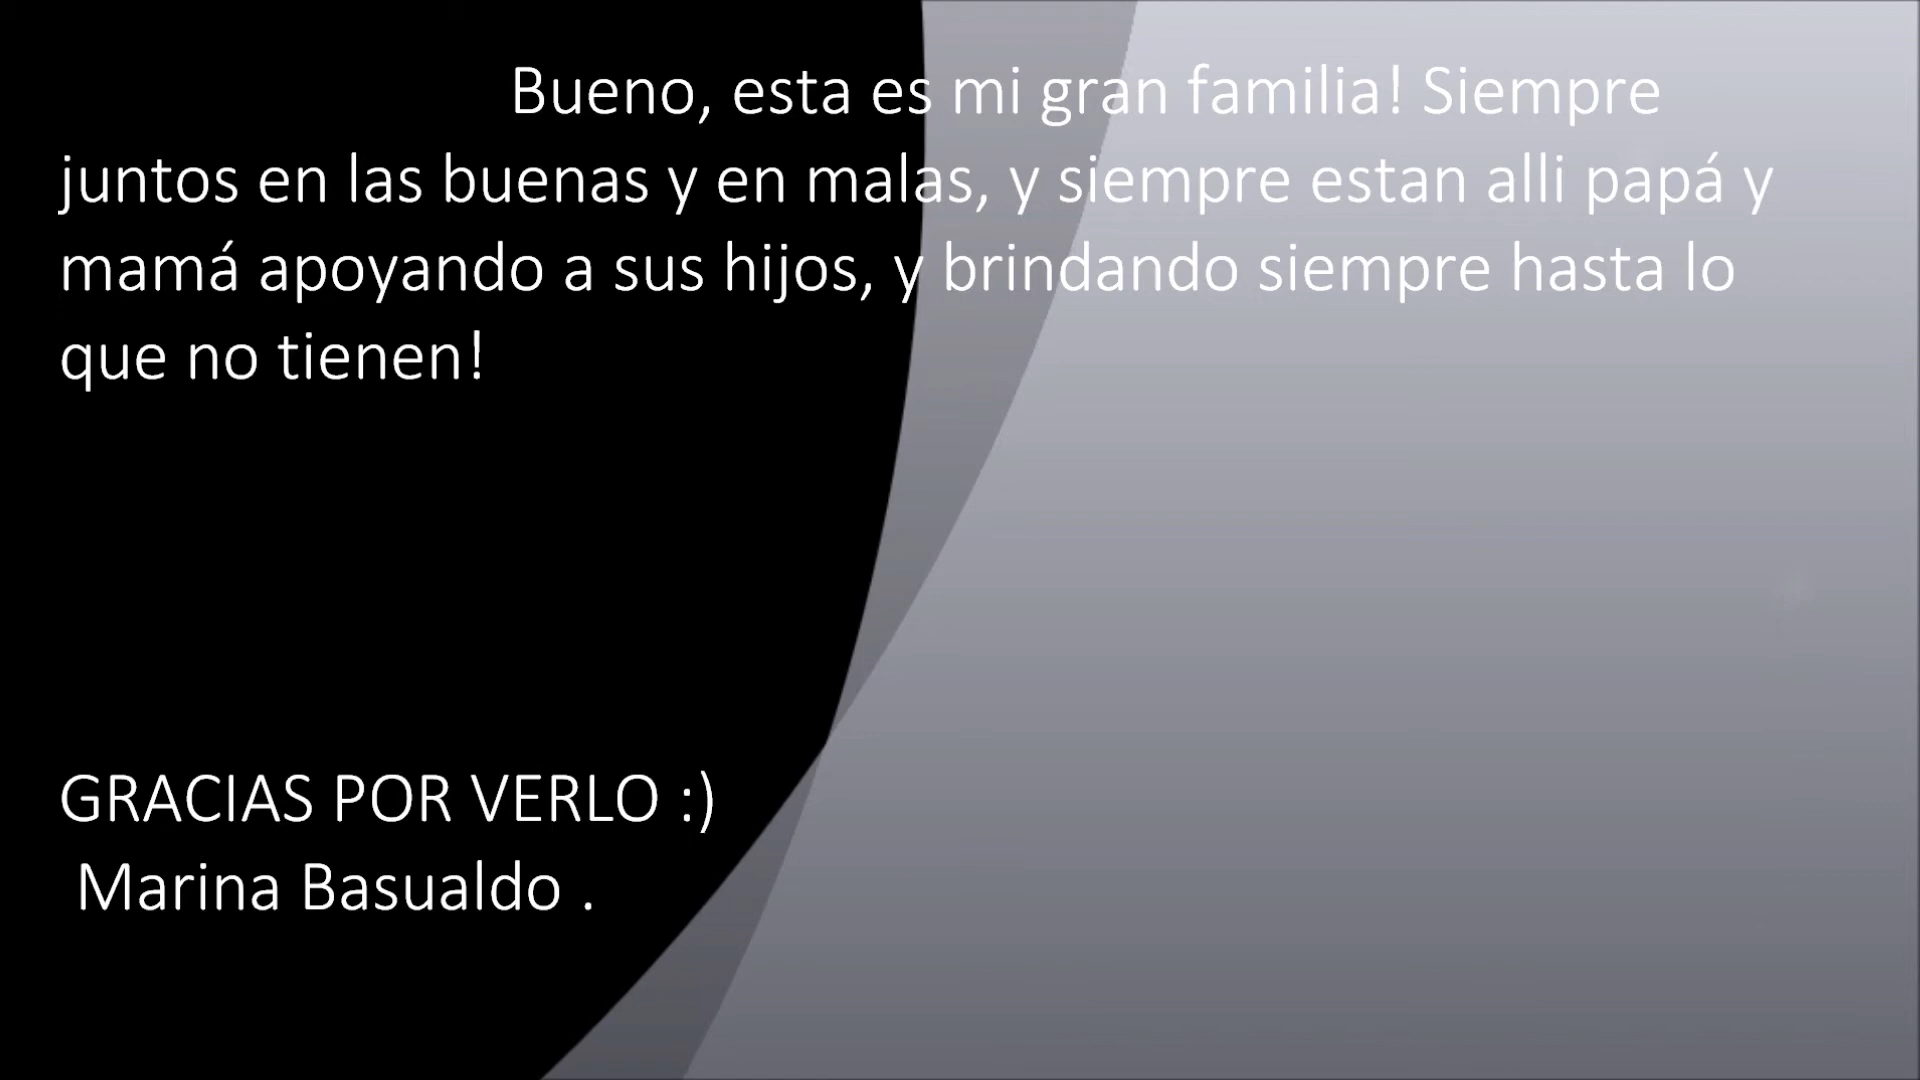 Bueno, esta es mi gran familia! Siempre
juntos en las buenas y en malas, y siempre estan alli papá y
mamá apoyando a sus hijos, y brindando siempre hasta lo
que no tienen!
GRACIAS POR VERLO :)
Marina Basualdo .